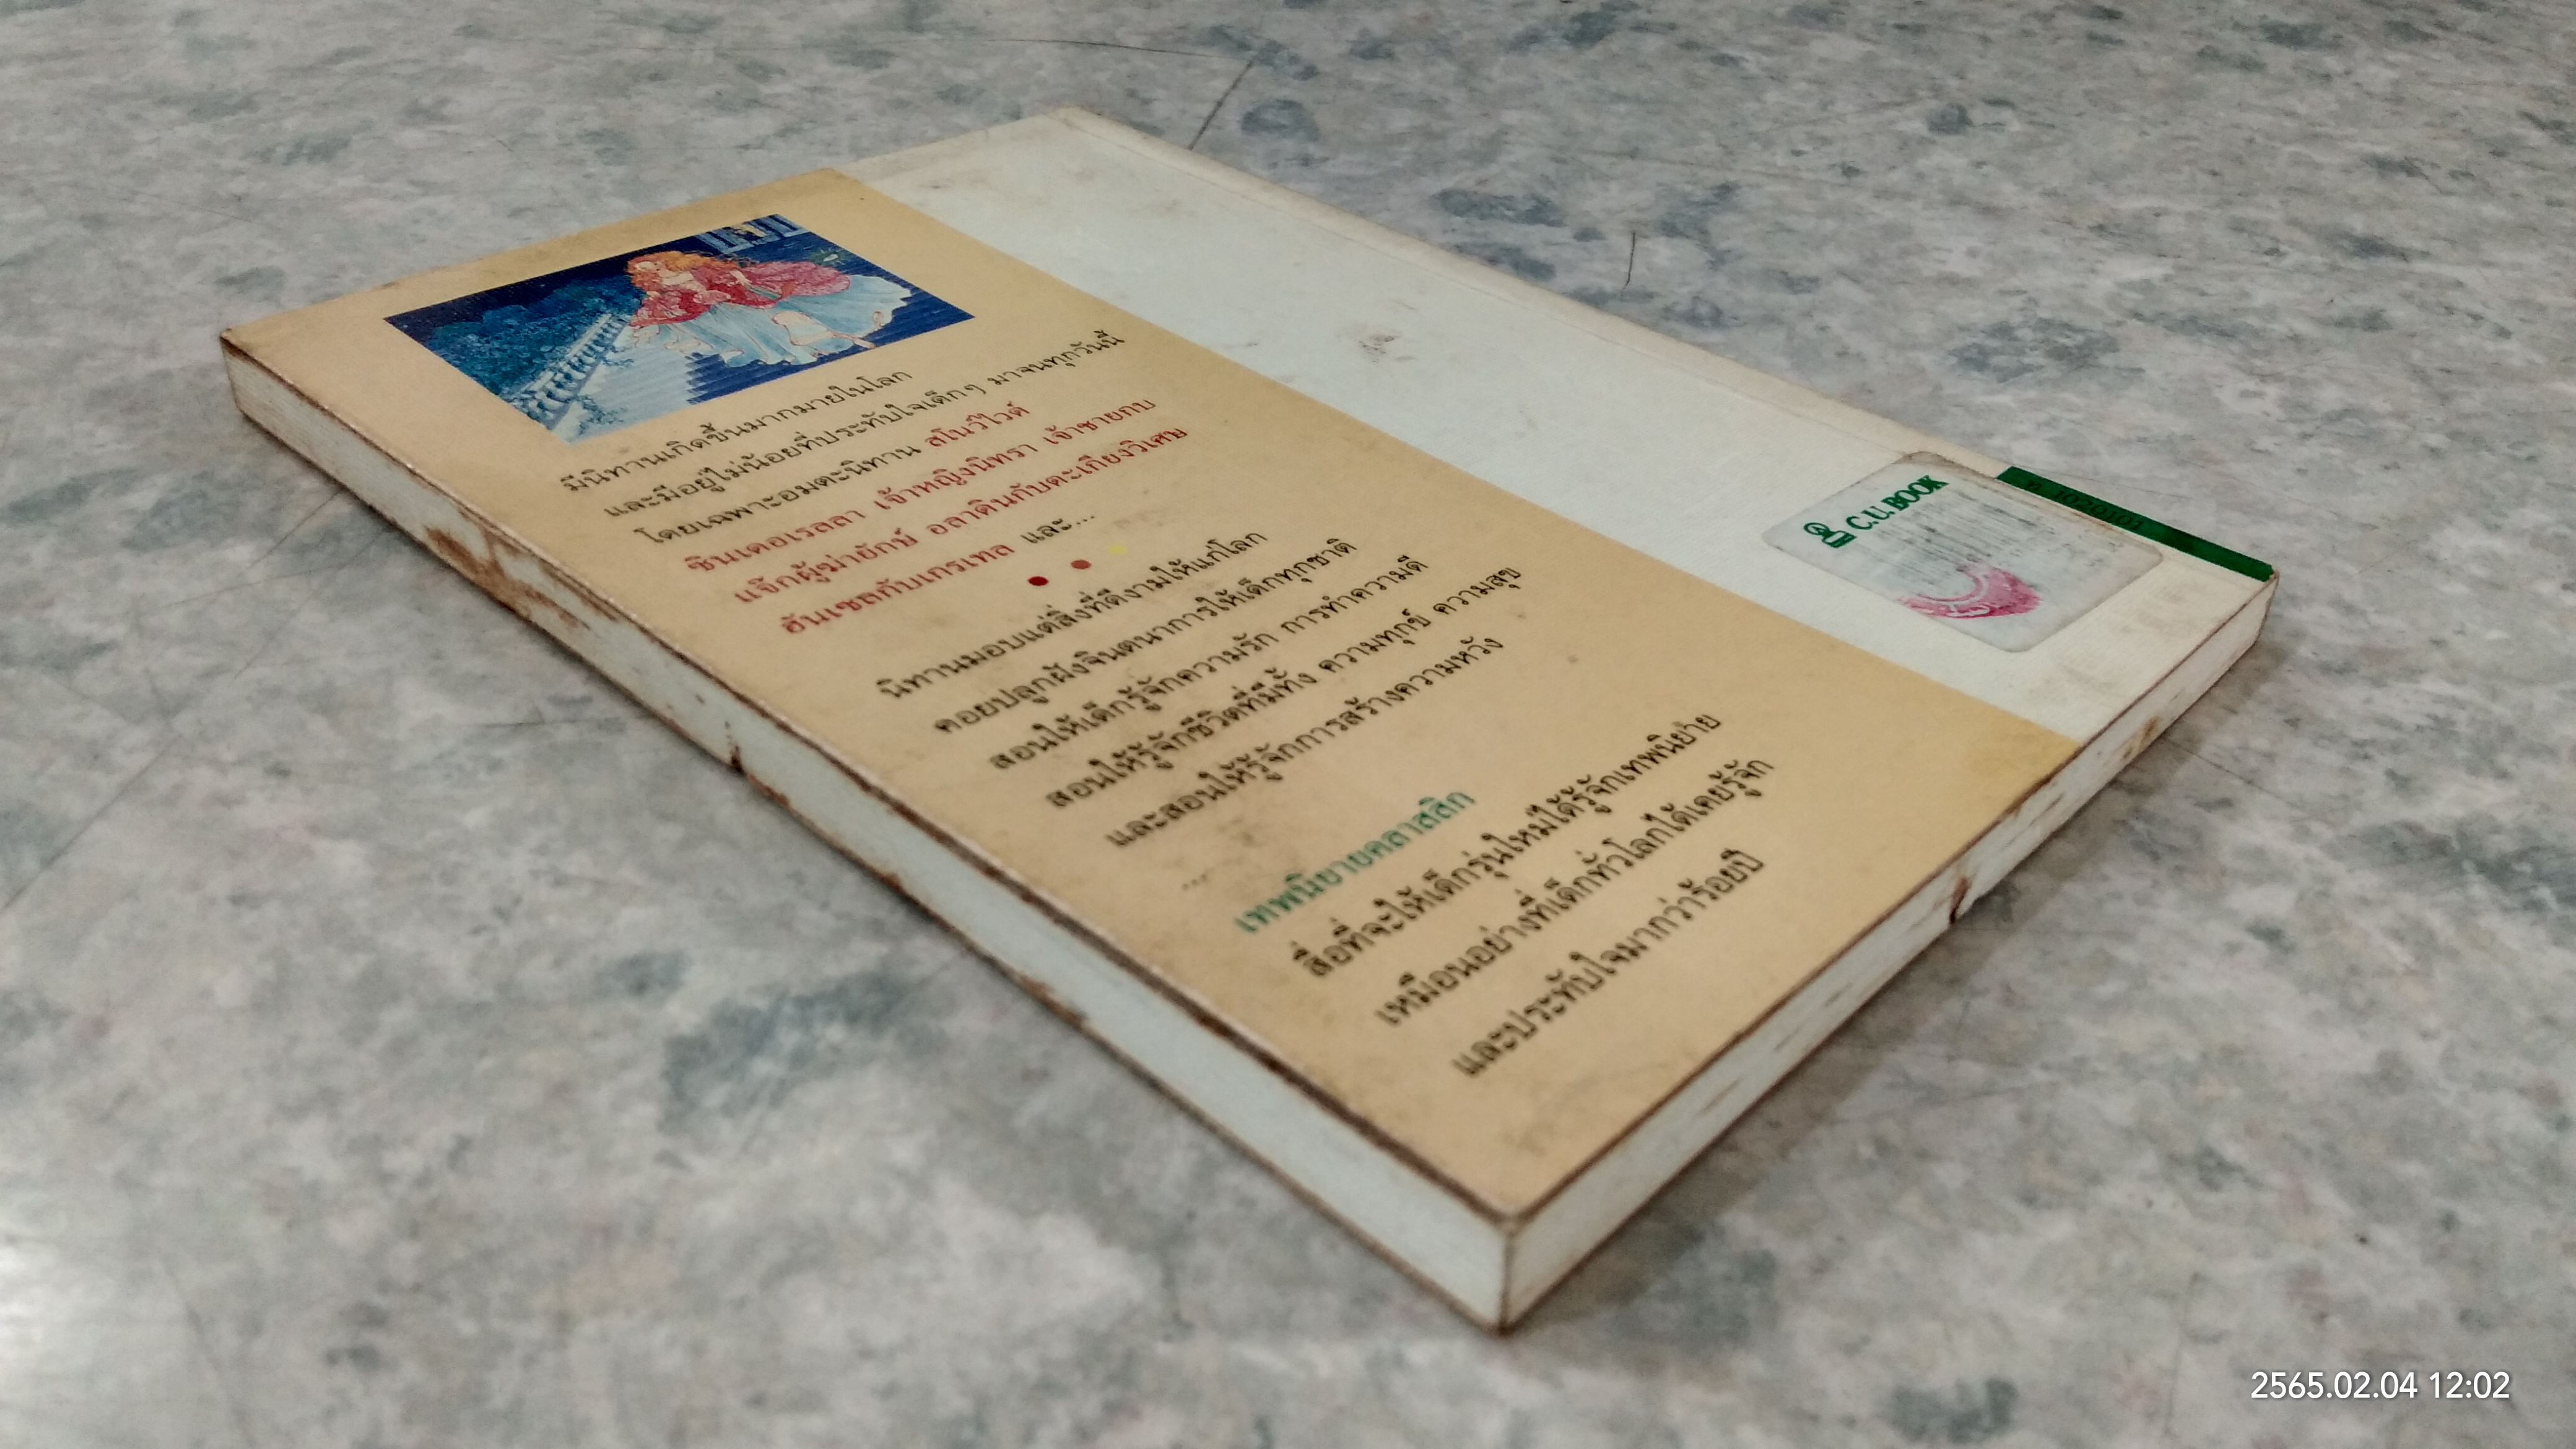 มีนิทานเกิดขึ้นมากมายในโลก
และมีอยู่ไม่น้อยที่ประทับใจเด็กๆ มาจนทุกวันนี้
โดยเฉพาะอมตะนิทาน สโนว์ไวต์
ซินเดอเรลลา เจ้าหญิงนิทรา เจ้าชายกบ
แจ๊กผู้ฆ่ายักษ์ อลาดินกับตะเกียงวิเศษ
ฮันเซลกับเกรเทล และ...
นิทานมอบแต่สิ่งที่ดีงามให้แก่โลก
คอยปลูกฝังจินตนาการให้เด็กทุกชาติ
สอนให้เด็กรู้จักความรัก การทำความดี
สอนให้รู้จักชีวิตที่มีทั้ง ความทุกข์ ความสุข
และสอนให้รู้จักการสร้างความหวัง
...
เทพนิยายคลาสสิก
สื่อที่จะให้เด็กรุ่นใหม่ได้รู้จักเทพนิยาย
เหมือนอย่างที่เด็กทั่วโลกได้เคยรู้จัก
และประทับใจมากว่าร้อยปี
C.U.BOOK
2565.02.04 12:02